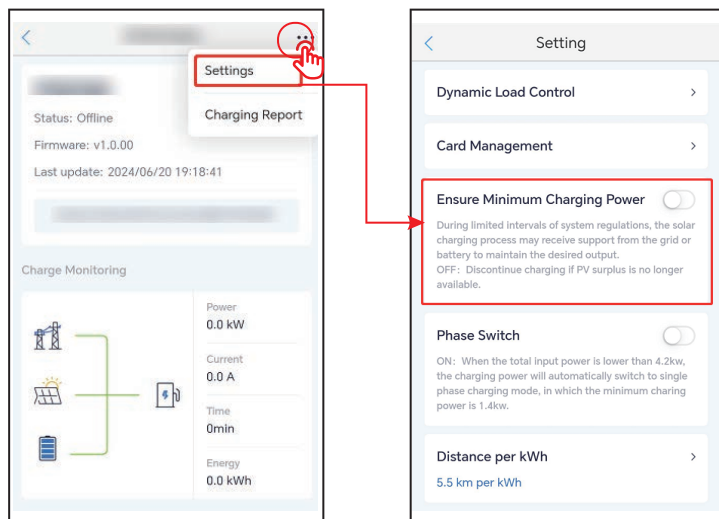 Settings
Charging Report
Status: Offline
Firmware: v1.0.00
Last update: 2024/06/20 19:18:41
Charge Monitoring
Power
0.0 kW
Current
0.0 A
Time
0min
Energy
0.0 kWh
Setting
Dynamic Load Control
Card Management
Ensure Minimum Charging Power
During limited intervals of system regulations, the solar
charging process may receive support from the grid or
battery to maintain the desired output.
OFF: Discontinue charging if PV surplus is no longer
available.
Phase Switch
ON: When the total input power is lower than 4.2kw,
the charging power will automatically switch to single
phase charging mode, in which the minimum charing
power is 1.4kw.
Distance per kWh
5.5 km per kWh